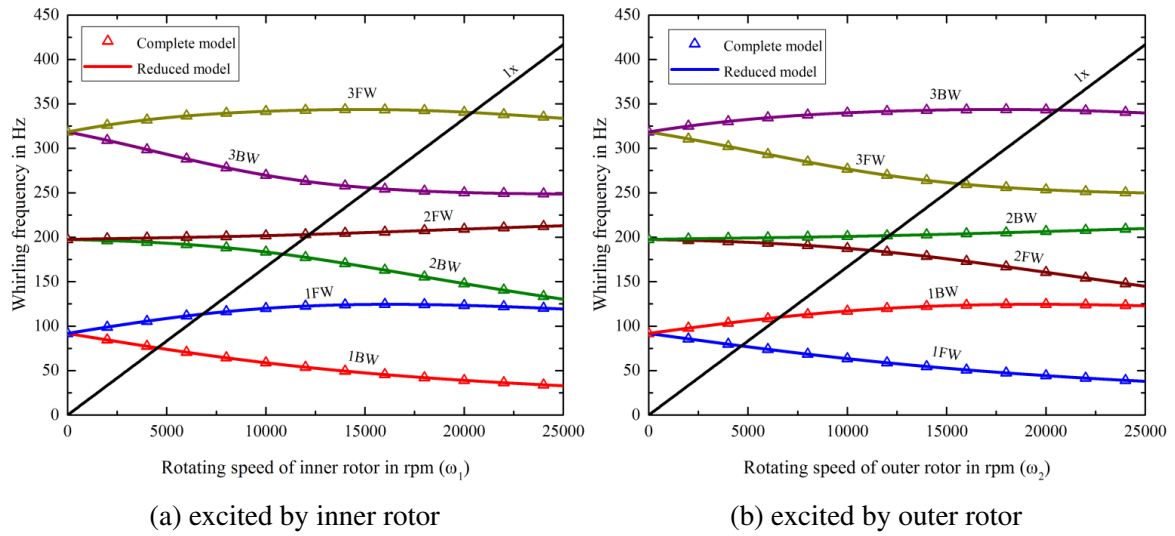 450
400
350
300
250
200
150
100
50
0
Whirling frequency in Hz
Complete model
Reduced model
1x
3FW
3BW
2FW
2BW
1FW
1BW
0 5000 10000 15000 20000 25000
Rotating speed of inner rotor in rpm (ω₁)
(a) excited by inner rotor
450
400
350
300
250
200
150
100
50
0
Whirling frequency in Hz
Complete model
Reduced model
1x
3BW
3FW
2BW
2FW
1BW
1FW
0 5000 10000 15000 20000 25000
Rotating speed of outer rotor in rpm (ω₂)
(b) excited by outer rotor